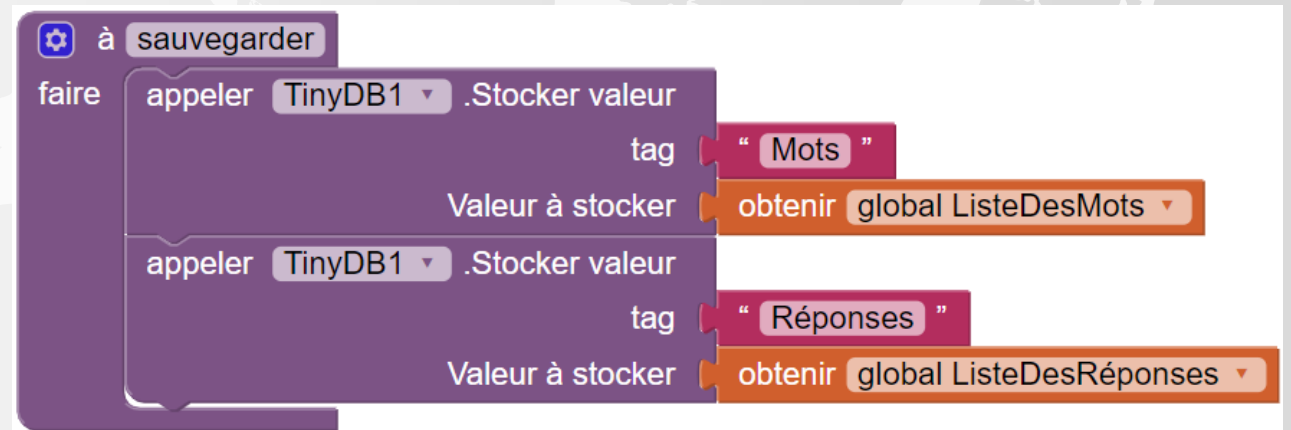 à sauvegarder
faire appeler TinyDB1 .Stocker valeur
tag “ Mots ”
Valeur à stocker obtenir global ListeDesMots
appeler TinyDB1 .Stocker valeur
tag “ Réponses ”
Valeur à stocker obtenir global ListeDesRéponses